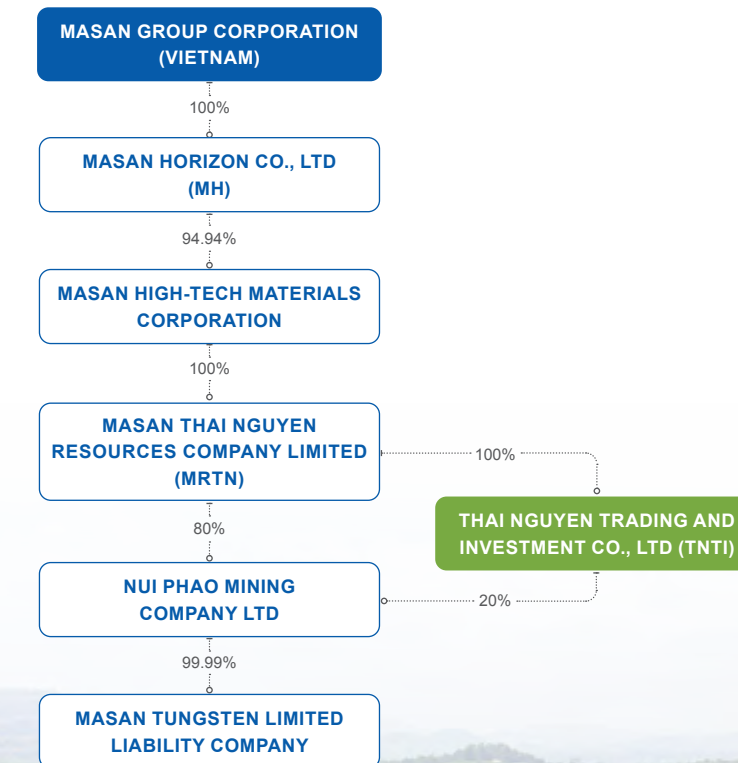 MASAN GROUP CORPORATION
(VIETNAM)
100%
MASAN HORIZON CO., LTD
(MH)
94.94%
MASAN HIGH-TECH MATERIALS
CORPORATION
100%
MASAN THAI NGUYEN
RESOURCES COMPANY LIMITED
(MRTN)
100%
THAI NGUYEN TRADING AND
INVESTMENT CO., LTD (TNTI)
80%
NUI PHAO MINING
COMPANY LTD
20%
99.99%
MASAN TUNGSTEN LIMITED
LIABILITY COMPANY